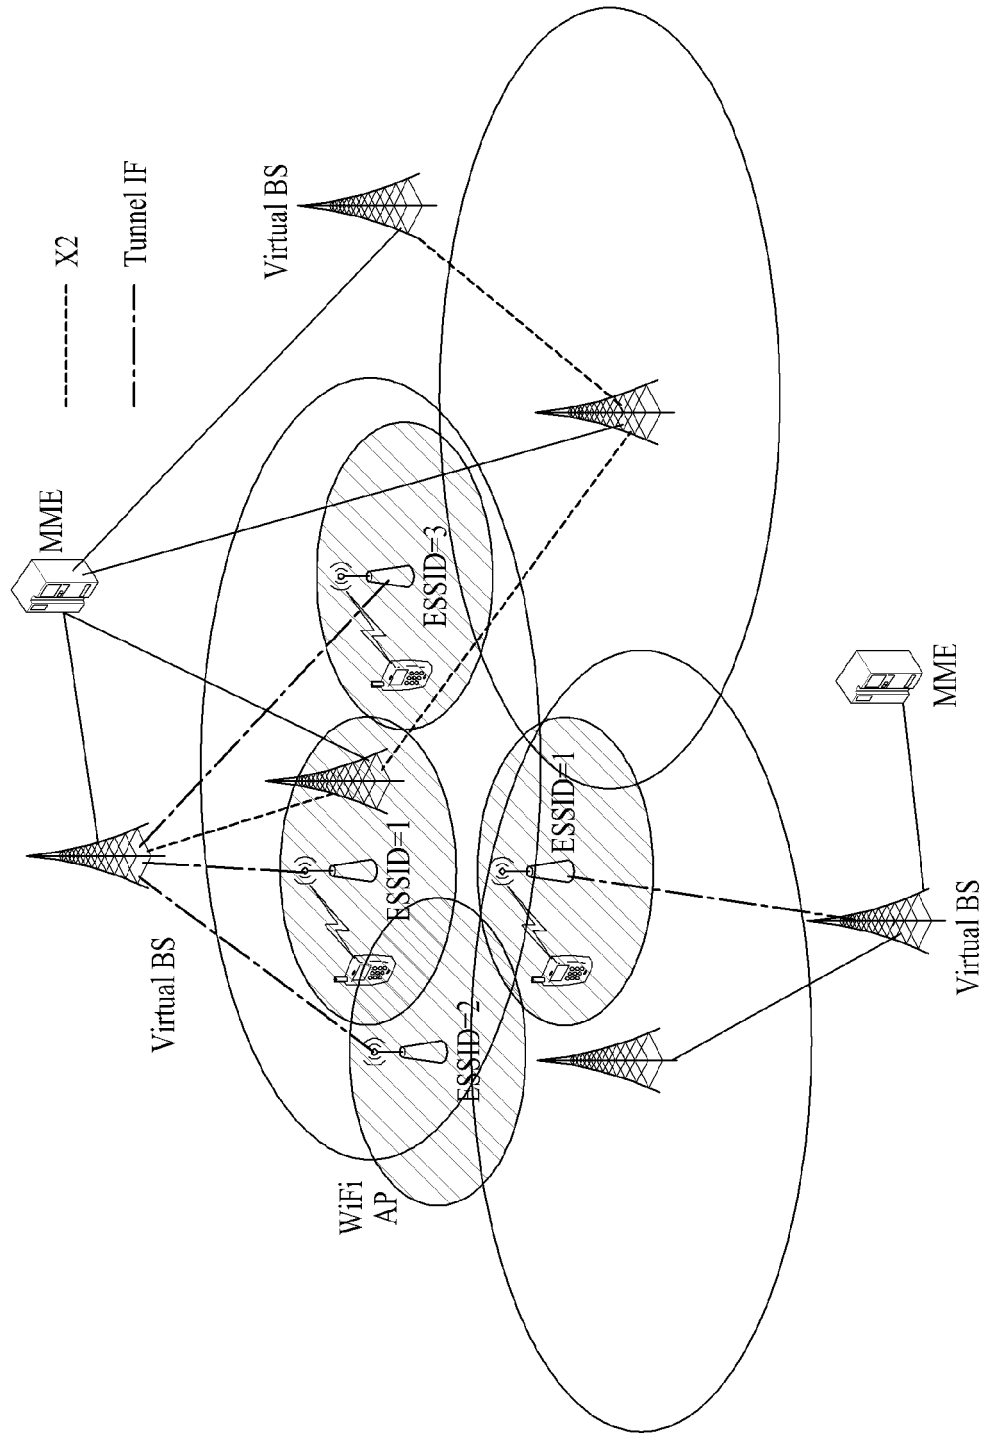 X2
Tunnel IF
MME
Virtual BS
Virtual BS
ESSID=3
ESSID=1
ESSID=2
ESSID=1
WiFi
AP
MME
Virtual BS